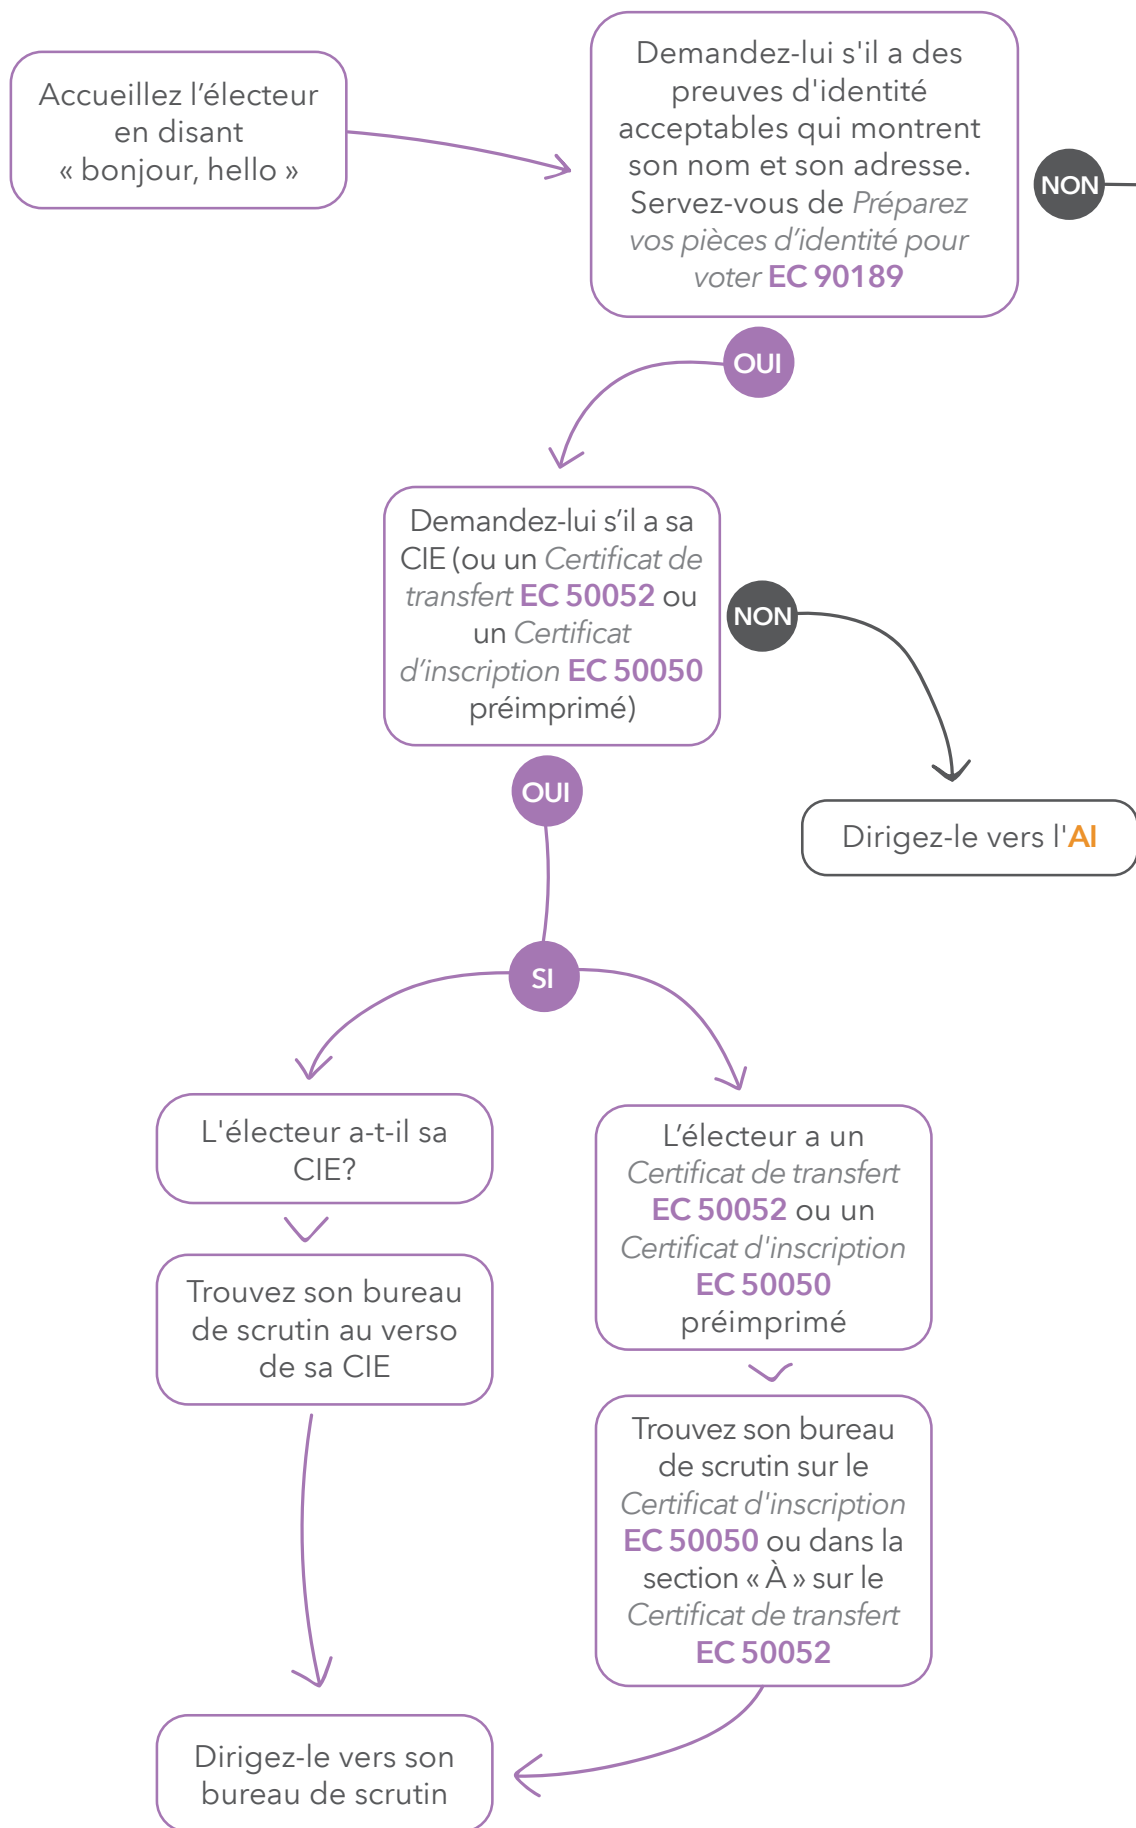 Accueillez l’électeur
en disant
« bonjour, hello »
Demandez-lui s'il a des
preuves d'identité
acceptables qui montrent
son nom et son adresse.
Servez-vous de Préparez
vos pièces d’identité pour
voter EC 90189
NON
OUI
Demandez-lui s’il a sa
CIE (ou un Certificat de
transfert EC 50052 ou
un Certificat
d’inscription EC 50050
préimprimé)
NON
OUI
Dirigez-le vers l'AI
SI
L'électeur a-t-il sa
CIE?
Trouvez son bureau
de scrutin au verso
de sa CIE
L’électeur a un
Certificat de transfert
EC 50052 ou un
Certificat d'inscription
EC 50050
préimprimé
Trouvez son bureau
de scrutin sur le
Certificat d'inscription
EC 50050 ou dans la
section « À » sur le
Certificat de transfert
EC 50052
Dirigez-le vers son
bureau de scrutin